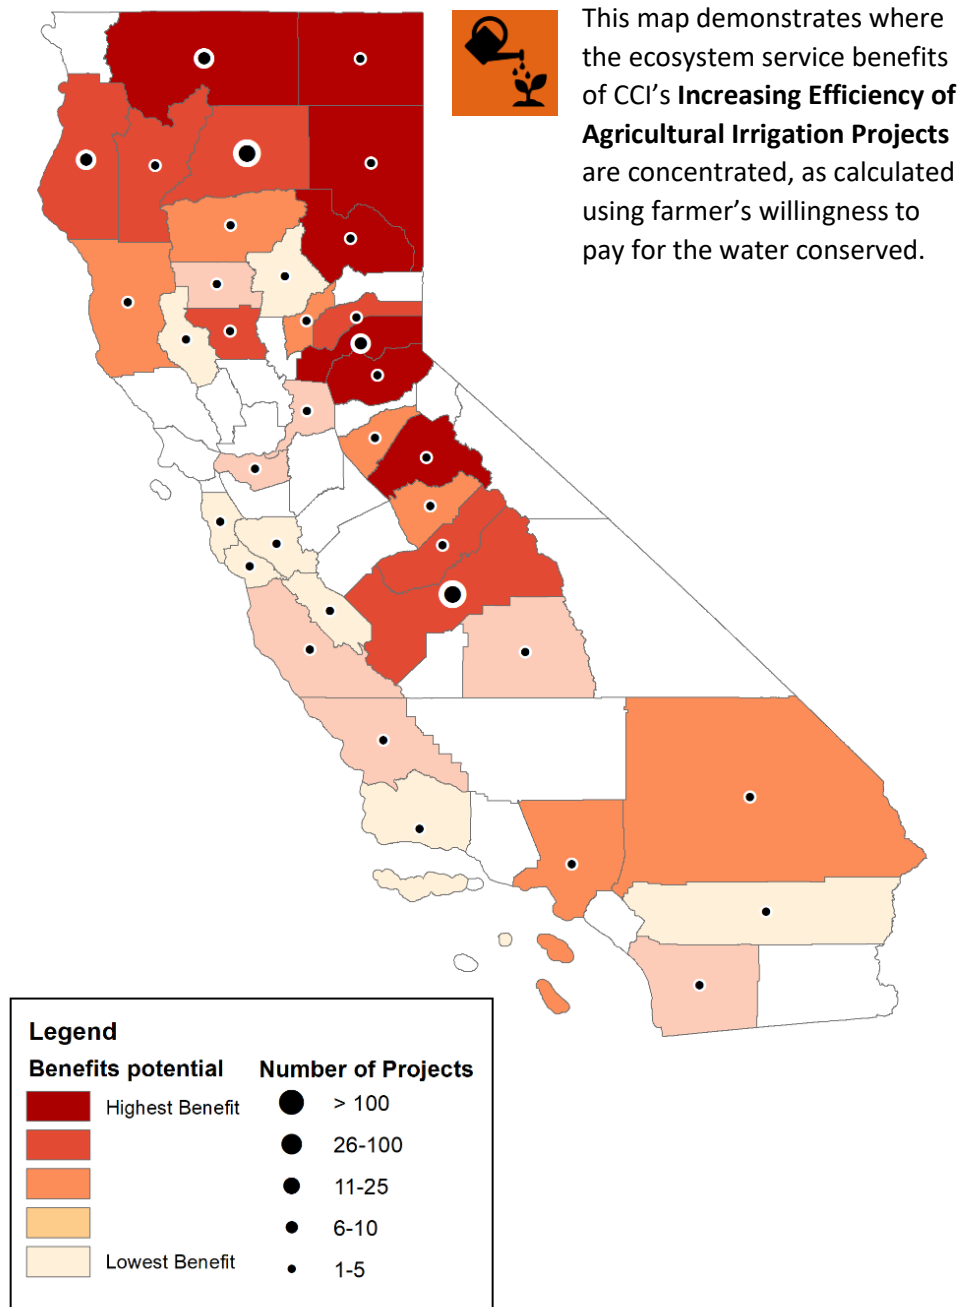 This map demonstrates where
the ecosystem service benefits
of CCI’s Increasing Efficiency of
Agricultural Irrigation Projects
are concentrated, as calculated
using farmer’s willingness to
pay for the water conserved.
Legend
Benefits potential
Highest Benefit
Lowest Benefit
Number of Projects
> 100
26-100
11-25
6-10
1-5